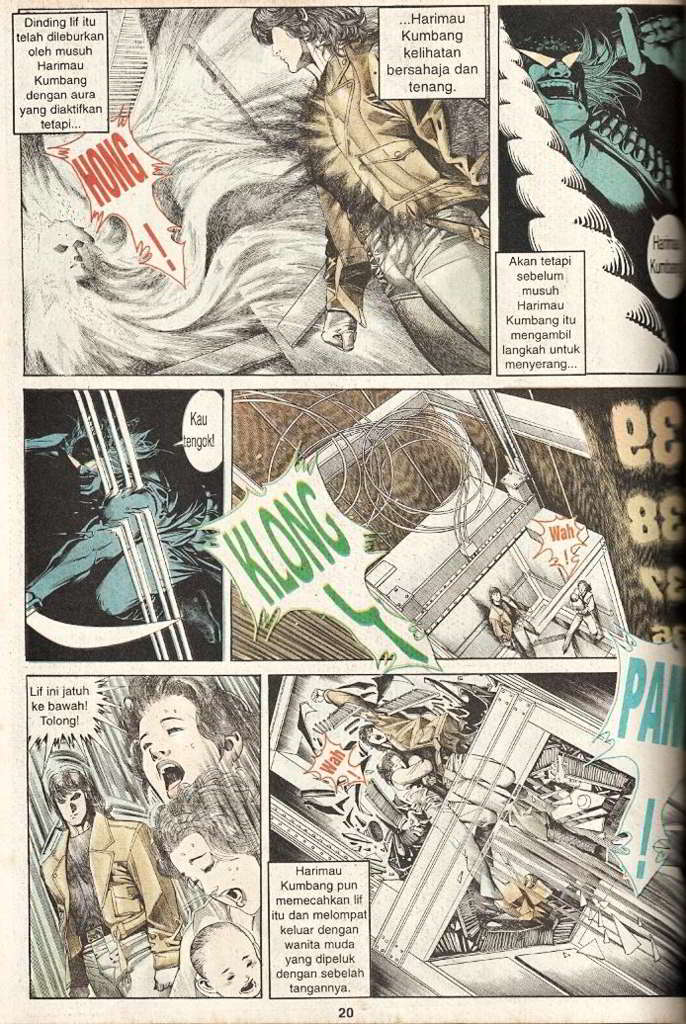 Dinding lif itu
telah dileburkan
oleh musuh
Harimau
Kumbang
dengan aura
yang diaktifkan
tetapi...
HONG
!
...Harimau
Kumbang
kelihatan
bersahaja dan
tenang.
Harimau
Kumbang
Akan tetapi
sebelum
musuh
Harimau
Kumbang itu
mengambil
langkah untuk
menyerang...
Kau
tengok!
KLONG
Wah
39
38
37
Lif ini jatuh
ke bawah!
Tolong!
Wah
PAN
!
Harimau
Kumbang pun
memecahkan lif
itu dan melompat
keluar dengan
wanita muda
yang dipeluk
dengan sebelah
tangannya.
20